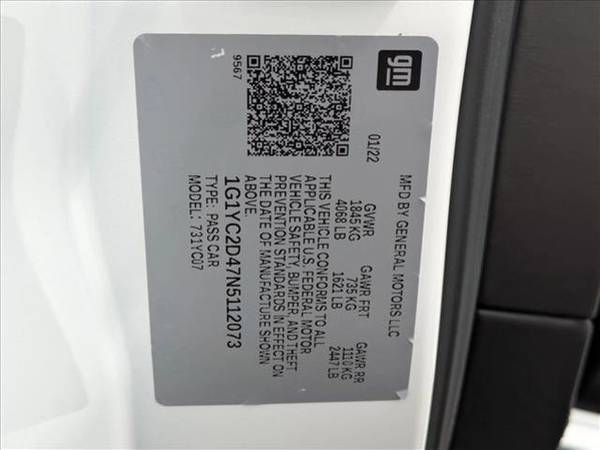 gm
9567
MFD BY GENERAL MOTORS LLC
01/22
GVWR GAWR FRT GAWR RR
1845 KG 735 KG 1110 KG
4068 LB 1621 LB 2447 LB
THIS VEHICLE CONFORMS TO ALL
APPLICABLE U.S. FEDERAL MOTOR
VEHICLE SAFETY, BUMPER, AND THEFT
PREVENTION STANDARDS IN EFFECT ON
THE DATE OF MANUFACTURE SHOWN
ABOVE.
1G1YC2D47N5112073
TYPE: PASS CAR
MODEL: 731YC07